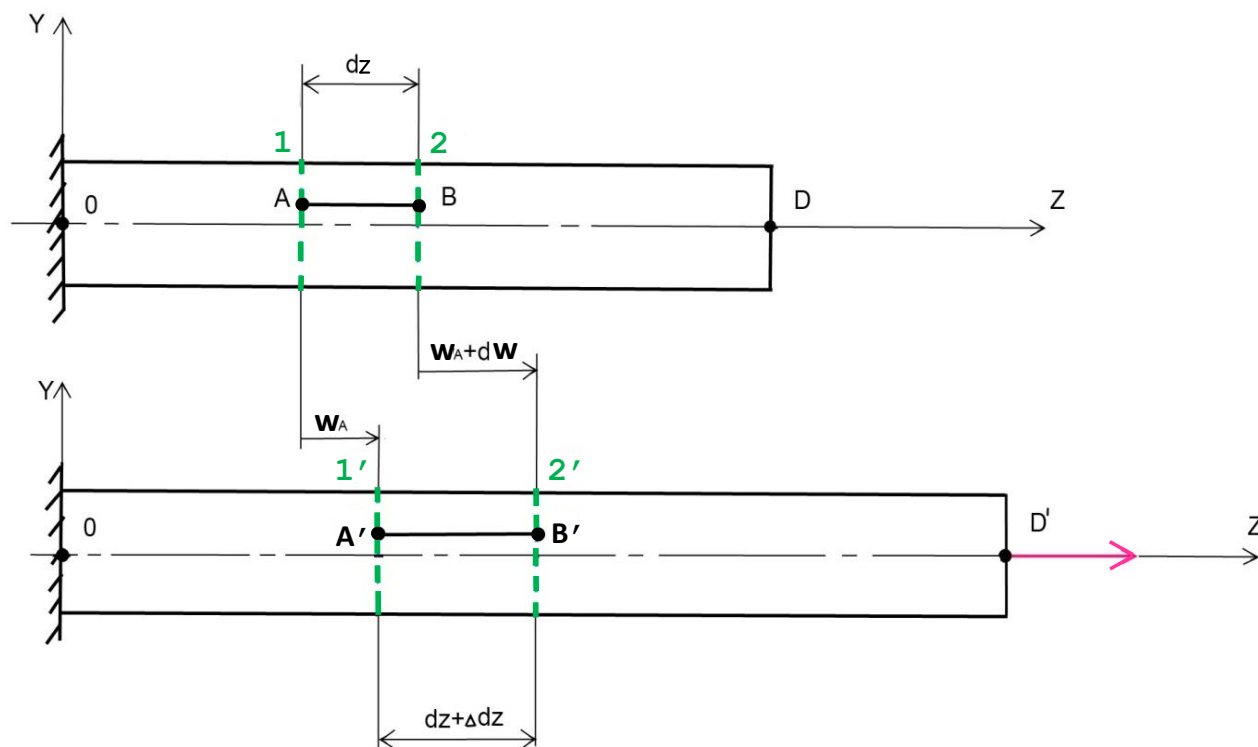 Y
dz
1 2
0 A B D Z
wA+dw
Y
wA
1′ 2′
0 A′ B′ D' Z
dz+Δdz